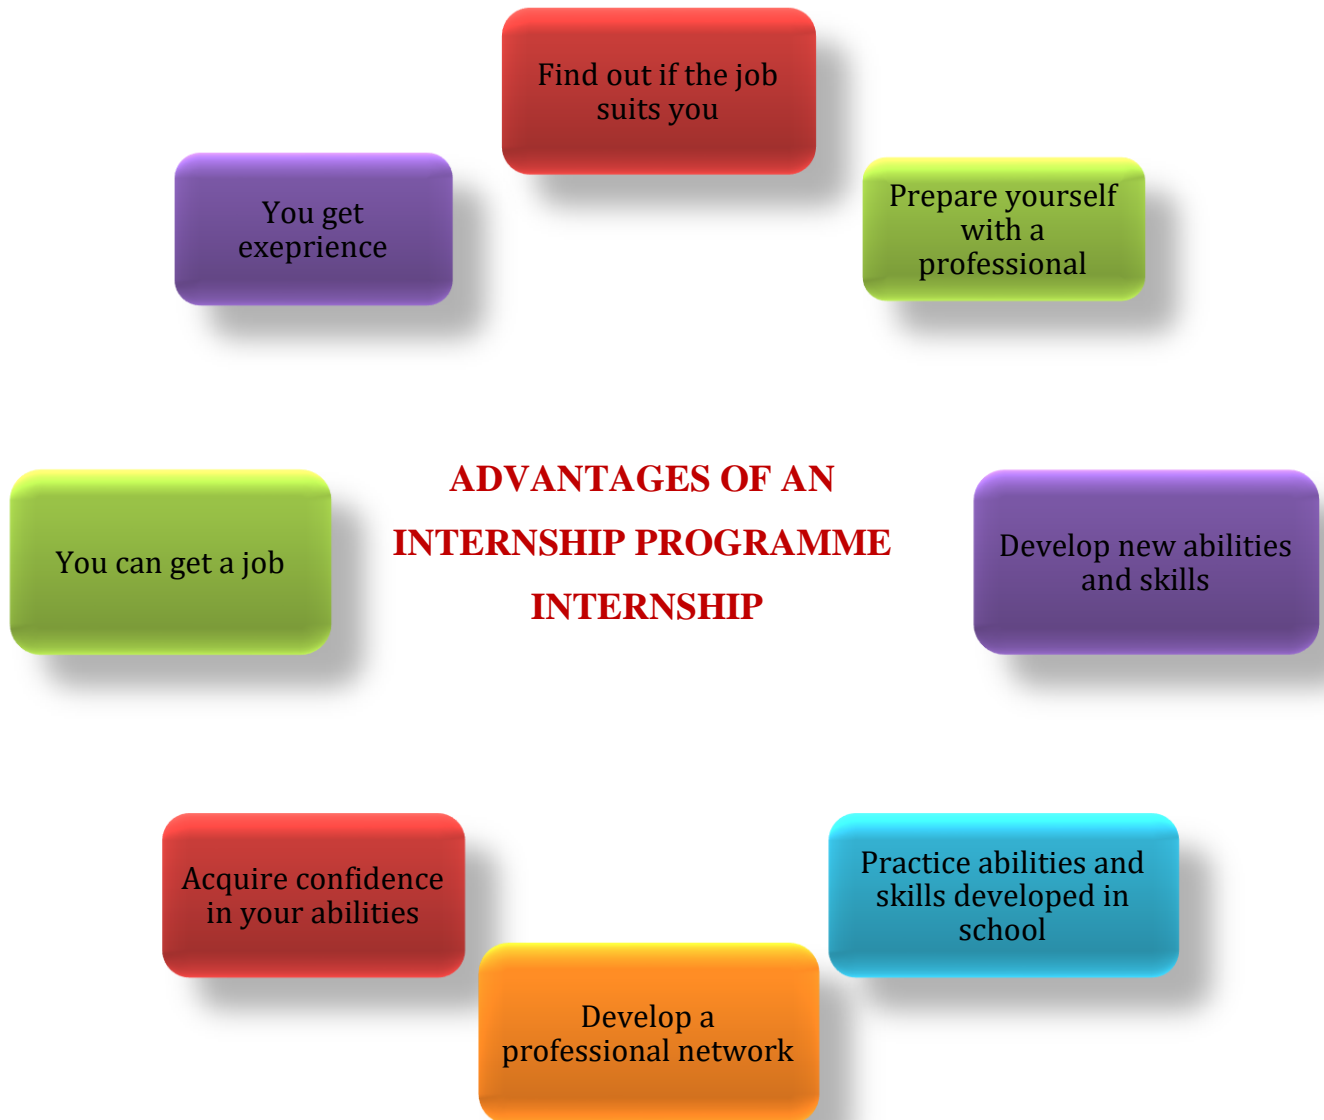 Find out if the job
suits you
Prepare yourself
with a
professional
You get
exeprience
ADVANTAGES OF AN
INTERNSHIP PROGRAMME
INTERNSHIP
You can get a job
Develop new abilities
and skills
Acquire confidence
in your abilities
Practice abilities and
skills developed in
school
Develop a
professional network